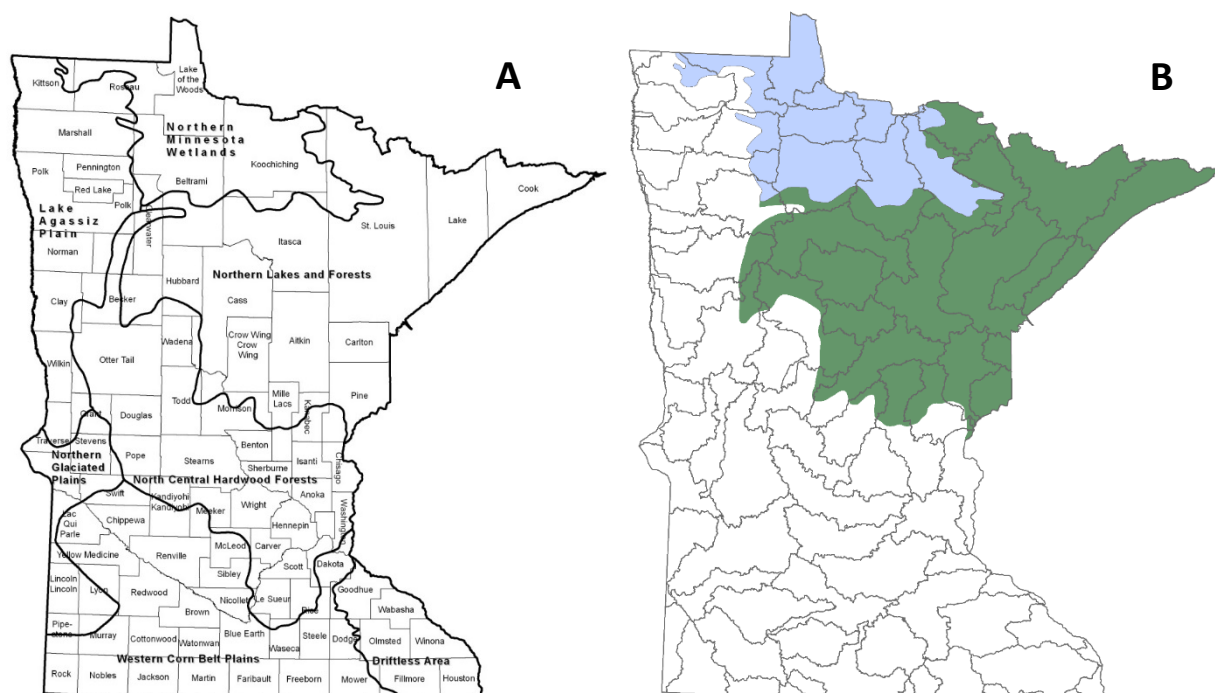 A
B
Kittson
Roseau
Lake
of the
Woods
Marshall
Northern
Minnesota
Wetlands
Koochiching
Pennington
Polk
Red Lake
Polk
Beltrami
Cook
Lake
Agassiz
Plain
Clearwater
St. Louis
Lake
Norman
Itasca
Northern Lakes and Forests
Hubbard
Clay
Becker
Cass
Crow Wing
Crow
Wing
Aitkin
Carlton
Wadena
Wilkin
Otter Tail
Mille
Lacs
Pine
Todd
Morrison
Kanabec
Grant
Douglas
Traverse
Stevens
Benton
Northern
Glaciated
Plains
Pope
Stearns
Sherburne
Isanti
Chisago
North Central Hardwood Forests
Swift
Kandiyohi
Kandiyohi
Meeker
Wright
Anoka
Washington
Lac
Qui
Parle
Chippewa
Hennepin
Yellow Medicine
Renville
McLeod
Carver
Scott
Dakota
Lincoln
Lincoln
Lyon
Redwood
Sibley
Nicollet
Le Sueur
Rice
Goodhue
Wabasha
Brown
Pipe-
stone
Murray
Cottonwood
Watonwan
Blue Earth
Waseca
Steele
Dodge
Olmsted
Winona
Western Corn Belt Plains
Driftless Area
Rock
Nobles
Jackson
Martin
Faribault
Freeborn
Mower
Fillmore
Houston